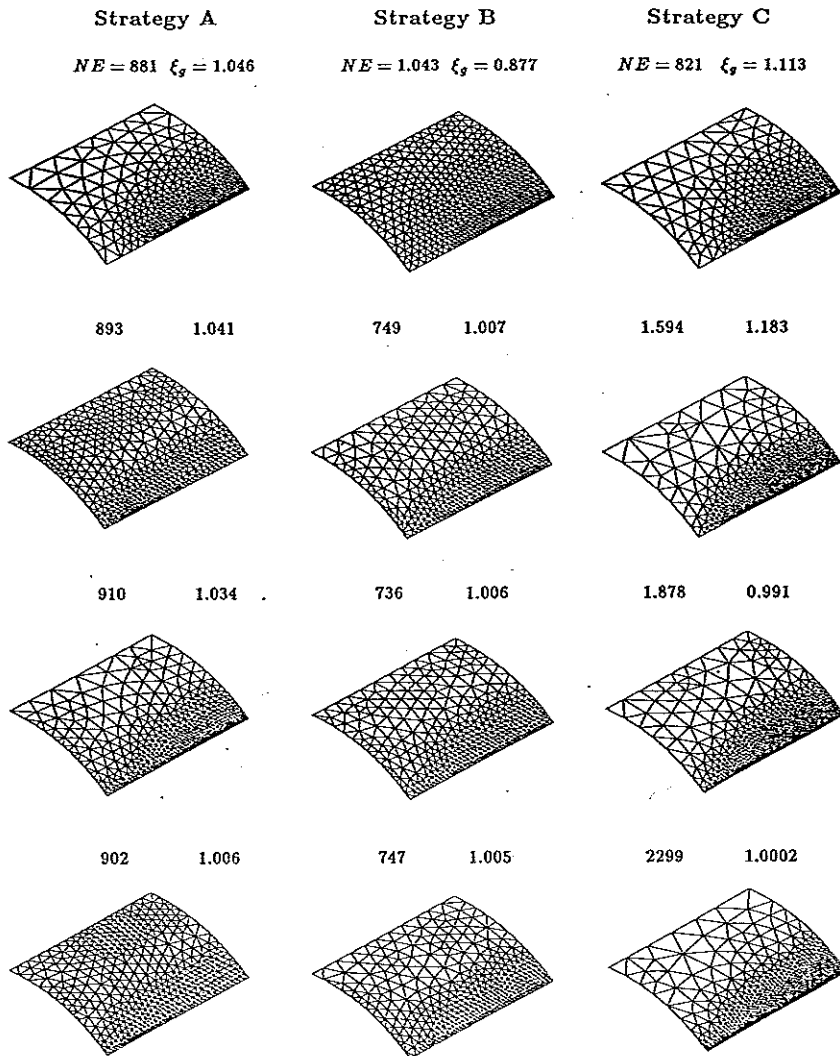 Strategy A Strategy B Strategy C
NE = 881 ξg = 1.046 NE = 1.043 ξg = 0.877 NE = 821 ξg = 1.113
893 1.041 749 1.007 1.594 1.183
910 1.034 736 1.006 1.878 0.991
902 1.006 747 1.005 2299 1.0002